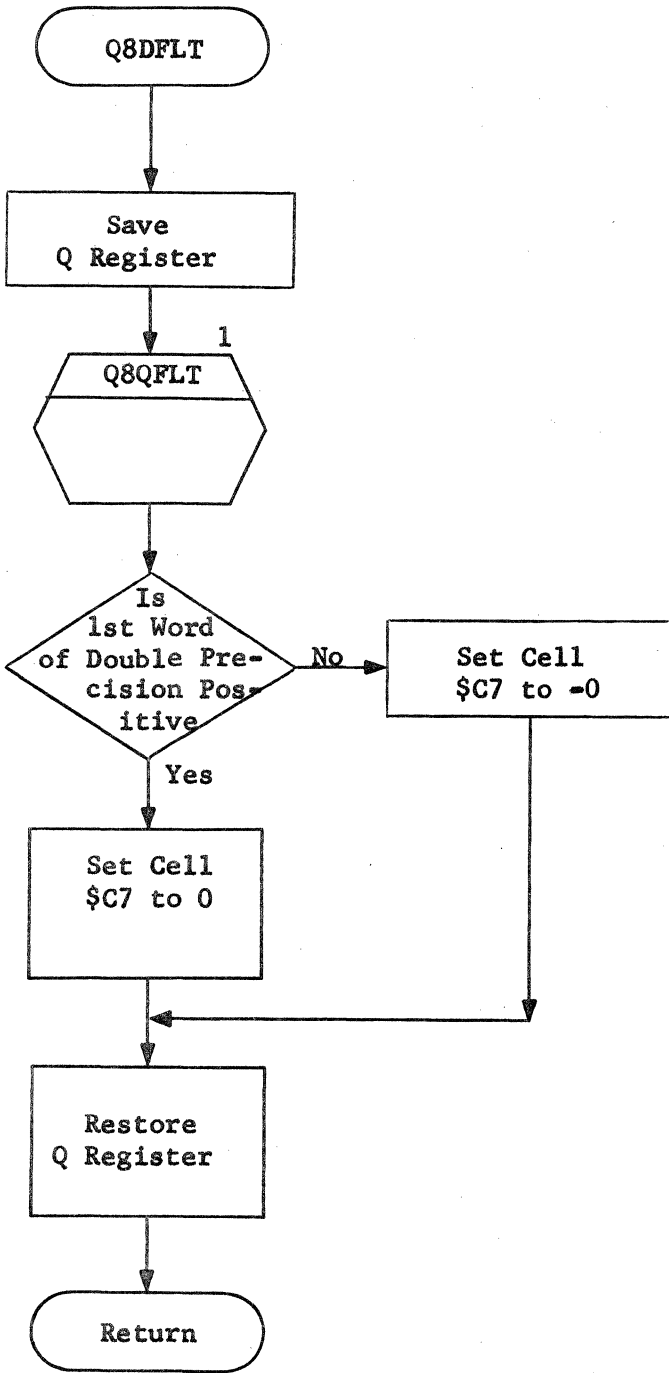 Q8DFLT
Save
Q Register
1
Q8QFLT
Is
1st Word
of Double Pre-
cision Pos-
itive
No
Set Cell
$C7 to -0
Yes
Set Cell
$C7 to 0
Restore
Q Register
Return